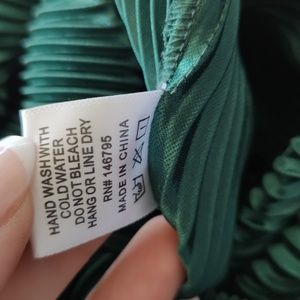 HAND WASH WITH
COLD WATER
DO NOT BLEACH
HANG OR LINE DRY
RN# 146795
MADE IN CHINA